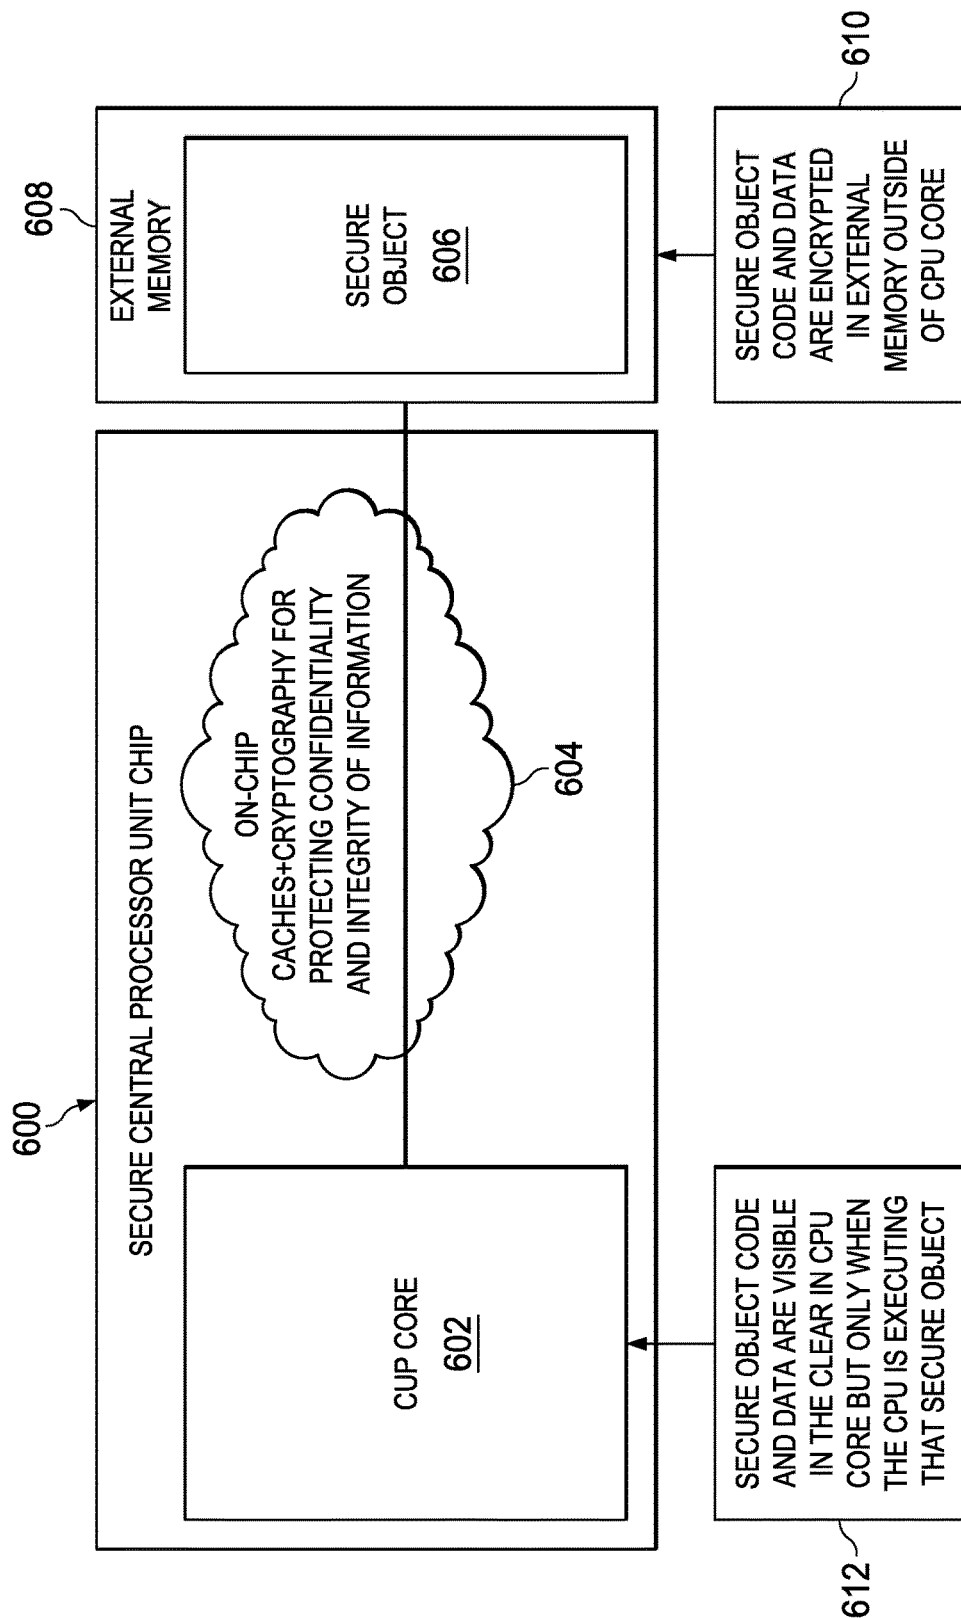 600
SECURE CENTRAL PROCESSOR UNIT CHIP
CUP CORE
602
ON-CHIP
CACHES+CRYPTOGRAPHY FOR
PROTECTING CONFIDENTIALITY
AND INTEGRITY OF INFORMATION
604
608
EXTERNAL
MEMORY
SECURE
OBJECT
606
612
SECURE OBJECT CODE
AND DATA ARE VISIBLE
IN THE CLEAR IN CPU
CORE BUT ONLY WHEN
THE CPU IS EXECUTING
THAT SECURE OBJECT
SECURE OBJECT
CODE AND DATA
ARE ENCRYPTED
IN EXTERNAL
MEMORY OUTSIDE
OF CPU CORE
610